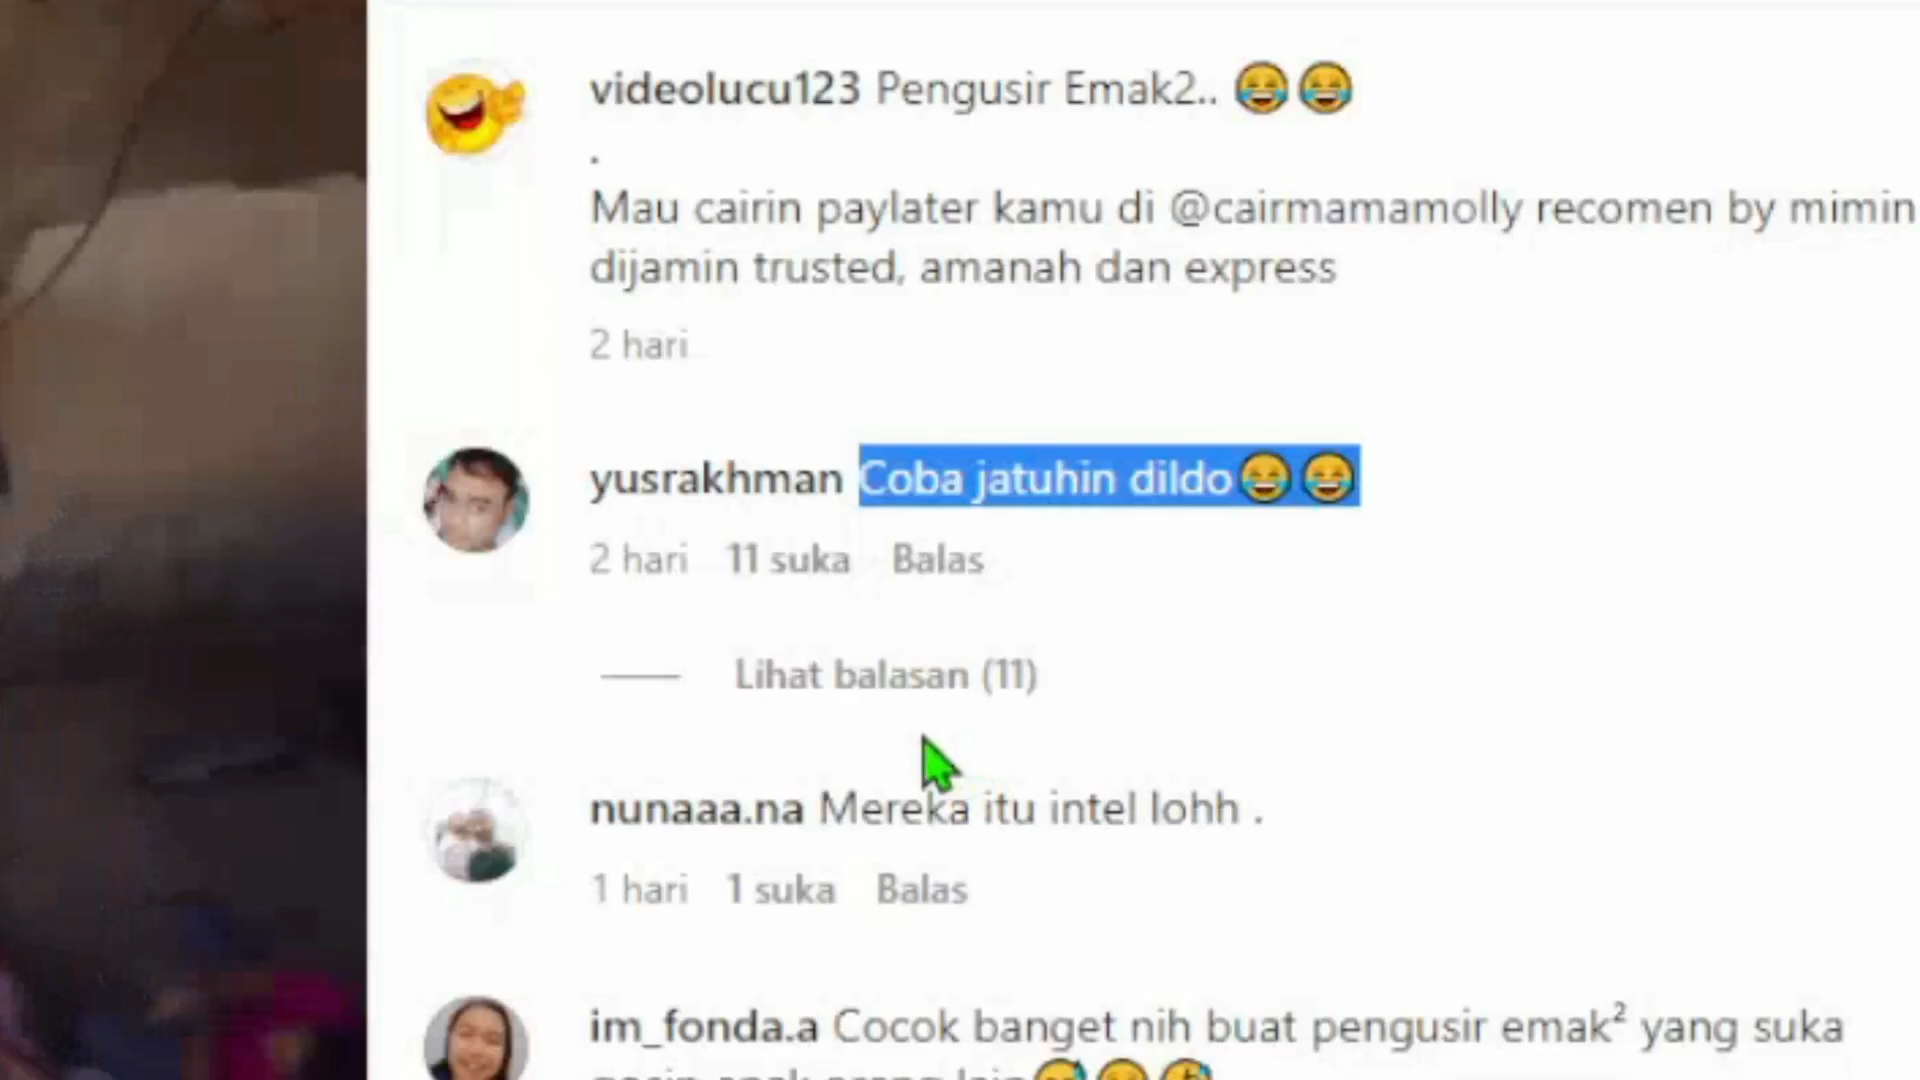 videolucu123 Pengusir Emak2.. 😂😂
.
Mau cairin paylater kamu di @cairmamamolly recomen by mimin
dijamin trusted, amanah dan express
2 hari
yusrakhman Coba jatuhin dildo😂😂
2 hari 11 suka Balas
Lihat balasan (11)
nunaaa.na Mereka itu intel lohh .
1 hari 1 suka Balas
im_fonda.a Cocok banget nih buat pengusir emak² yang suka